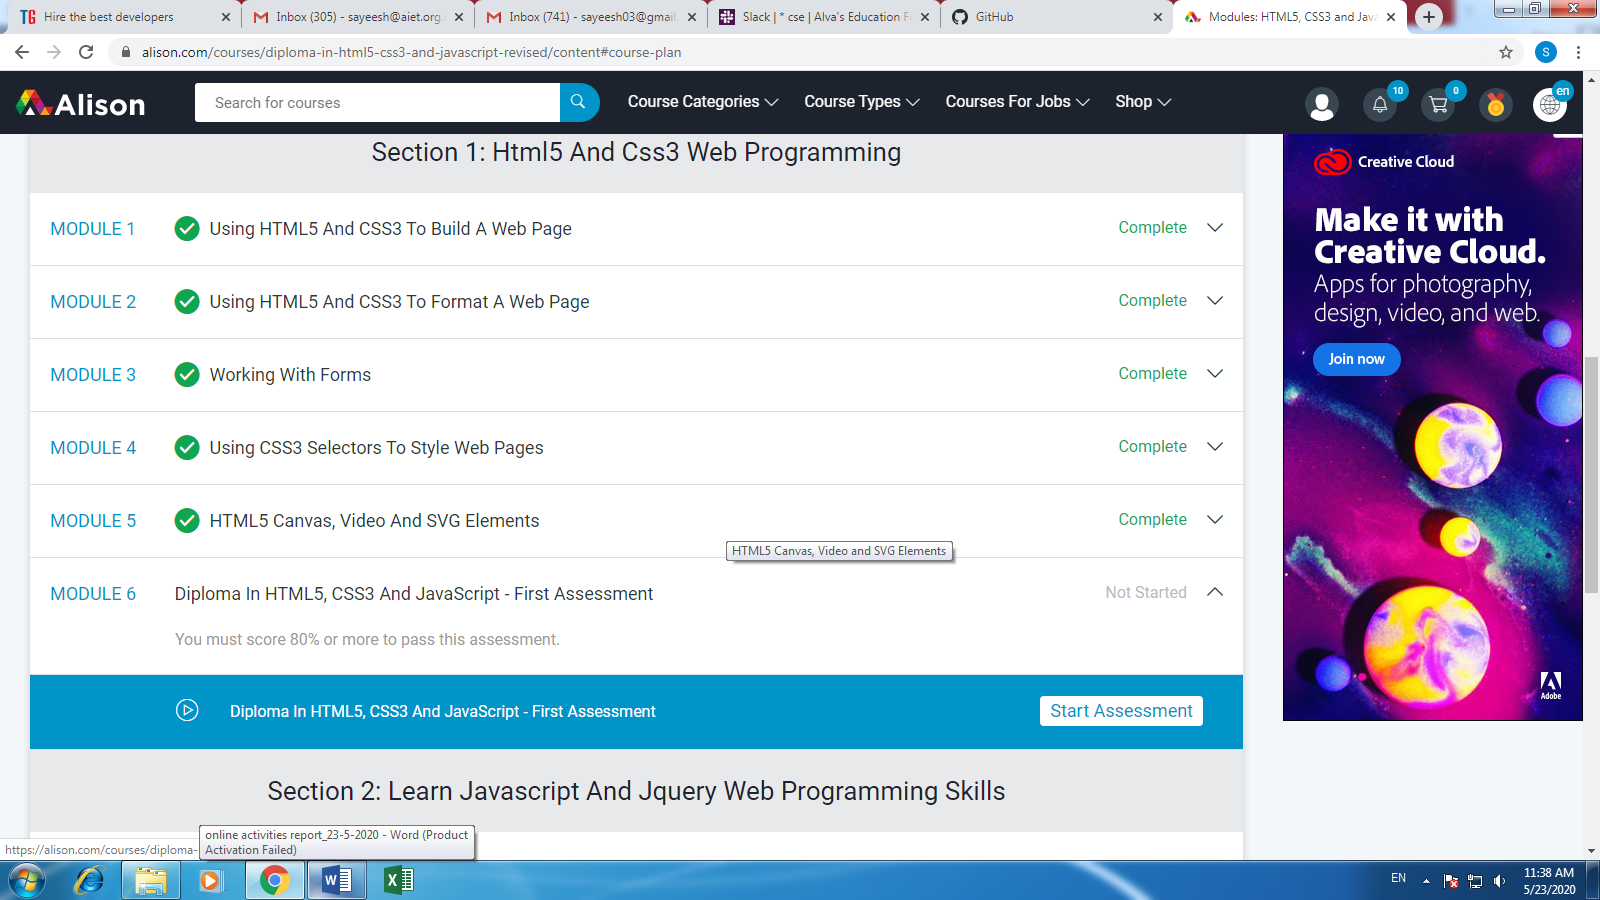 TG Hire the best developers
Inbox (305) - sayeesh@aiet.org.
Inbox (741) - sayeesh03@gmail.
Slack | * cse | Alva's Education F
GitHub
Modules: HTML5, CSS3 and Java
alison.com/courses/diploma-in-html5-css3-and-javascript-revised/content#course-plan
S
Alison
Search for courses
Course Categories
Course Types
Courses For Jobs
Shop
10
0
en
Section 1: Html5 And Css3 Web Programming
MODULE 1 Using HTML5 And CSS3 To Build A Web Page Complete
MODULE 2 Using HTML5 And CSS3 To Format A Web Page Complete
MODULE 3 Working With Forms Complete
MODULE 4 Using CSS3 Selectors To Style Web Pages Complete
MODULE 5 HTML5 Canvas, Video And SVG Elements Complete
HTML5 Canvas, Video and SVG Elements
MODULE 6 Diploma In HTML5, CSS3 And JavaScript - First Assessment Not Started
You must score 80% or more to pass this assessment.
Diploma In HTML5, CSS3 And JavaScript - First Assessment Start Assessment
Section 2: Learn Javascript And Jquery Web Programming Skills
Creative Cloud
Make it with
Creative Cloud.
Apps for photography,
design, video, and web.
Join now
Adobe
online activities report_23-5-2020 - Word (Product
Activation Failed)
https://alison.com/courses/diploma-
EN
11:38 AM
5/23/2020